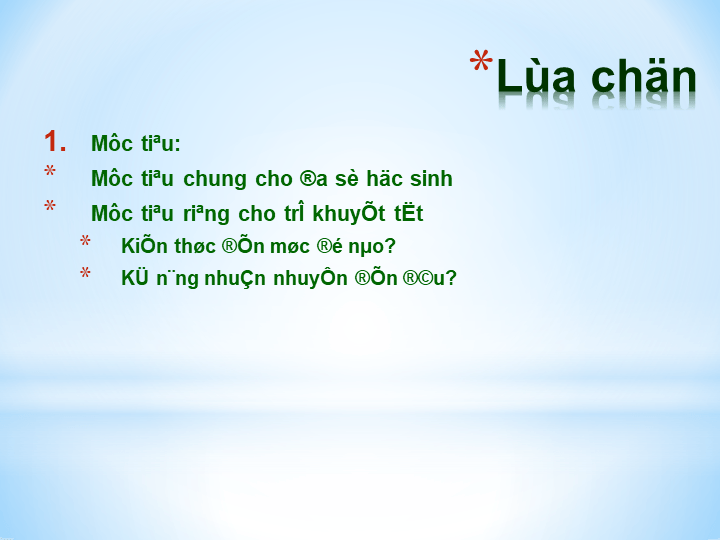 *Lùa chän
1. Môc tiªu:
* Môc tiªu chung cho ®a sè häc sinh
* Môc tiªu riªng cho trÎ khuyÕt tËt
* KiÕn thøc ®Õn møc ®é nµo?
* KÜ n¨ng nhuÇn nhuyÔn ®Õn ®©u?